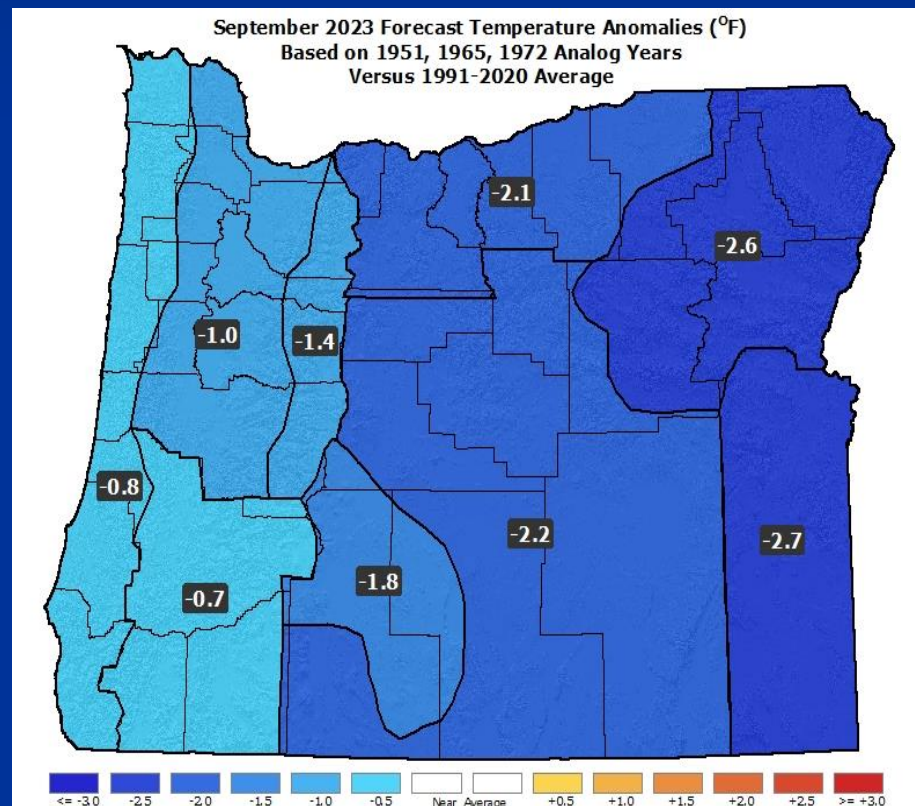 September 2023 Forecast Temperature Anomalies (ºF)
Based on 1951, 1965, 1972 Analog Years
Versus 1991-2020 Average
-2.1
-2.6
-1.0
-1.4
-0.8
-2.2
-2.7
-1.8
-0.7
<= -3.0 -2.5 -2.0 -1.5 -1.0 -0.5 Near Average +0.5 +1.0 +1.5 +2.0 +2.5 >= +3.0